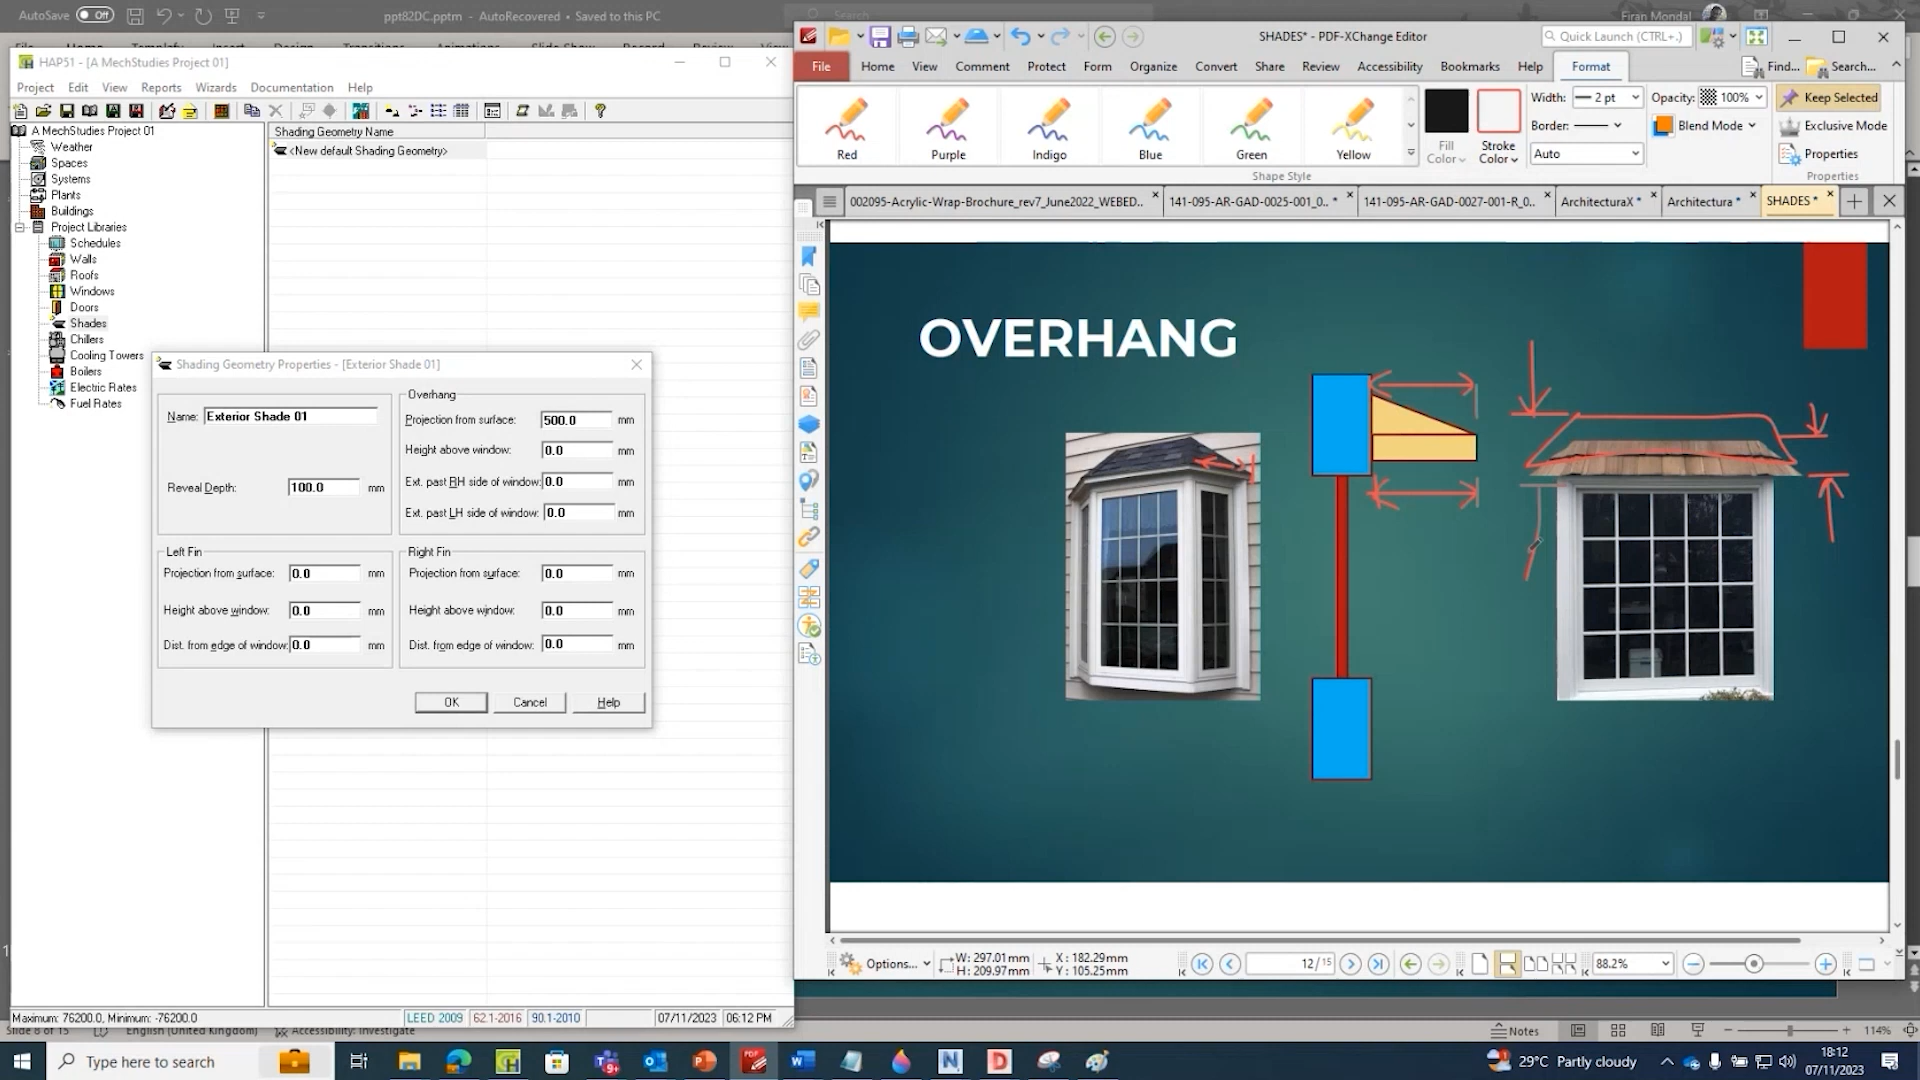 AutoSave Off
ppt82DC.pptm - AutoRecovered • Saved to this PC
Search
Firan Mondal
HAP51 - [A MechStudies Project 01]
Project Edit View Reports Wizards Documentation Help
A MechStudies Project 01
Weather
Spaces
Systems
Plants
Buildings
Project Libraries
Schedules
Walls
Roofs
Windows
Doors
Shades
Chillers
Cooling Towers
Boilers
Electric Rates
Fuel Rates
Shading Geometry Name
<New default Shading Geometry>
Shading Geometry Properties - [Exterior Shade 01]
Name: Exterior Shade 01
Reveal Depth: 100.0 mm
Overhang
Projection from surface: 500.0 mm
Height above window: 0.0 mm
Ext. past RH side of window: 0.0 mm
Ext. past LH side of window: 0.0 mm
Left Fin
Projection from surface: 0.0 mm
Height above window: 0.0 mm
Dist. from edge of window: 0.0 mm
Right Fin
Projection from surface: 0.0 mm
Height above window: 0.0 mm
Dist. from edge of window: 0.0 mm
OK Cancel Help
Maximum: 76200.0, Minimum: -76200.0
LEED 2009 62.1-2016 90.1-2010 07/11/2023 06:12 PM
SHADES* - PDF-XChange Editor
Quick Launch (CTRL+.)
File Home View Comment Protect Form Organize Convert Share Review Accessibility Bookmarks Help Format
Find... Search...
Red Purple Indigo Blue Green Yellow
Shape Style
Fill Color
Stroke Color
Width: 2 pt
Border:
Auto
Opacity: 100%
Blend Mode
Keep Selected
Exclusive Mode
Properties
Properties
002095-Acrylic-Wrap-Brochure_rev7_June2022_WEBED..
141-095-AR-GAD-0025-001_0.. *
141-095-AR-GAD-0027-001-R_0..
ArchitecturaX *
Architectura *
SHADES *
OVERHANG
Options...
W: 297.01mm
H: 209.97mm
X : 182.29mm
Y : 105.25mm
12 / 15
88.2%
Slide 8 of 15 English (United Kingdom) Accessibility: Investigate
Notes
114%
Type here to search
29°C Partly cloudy
18:12
07/11/2023